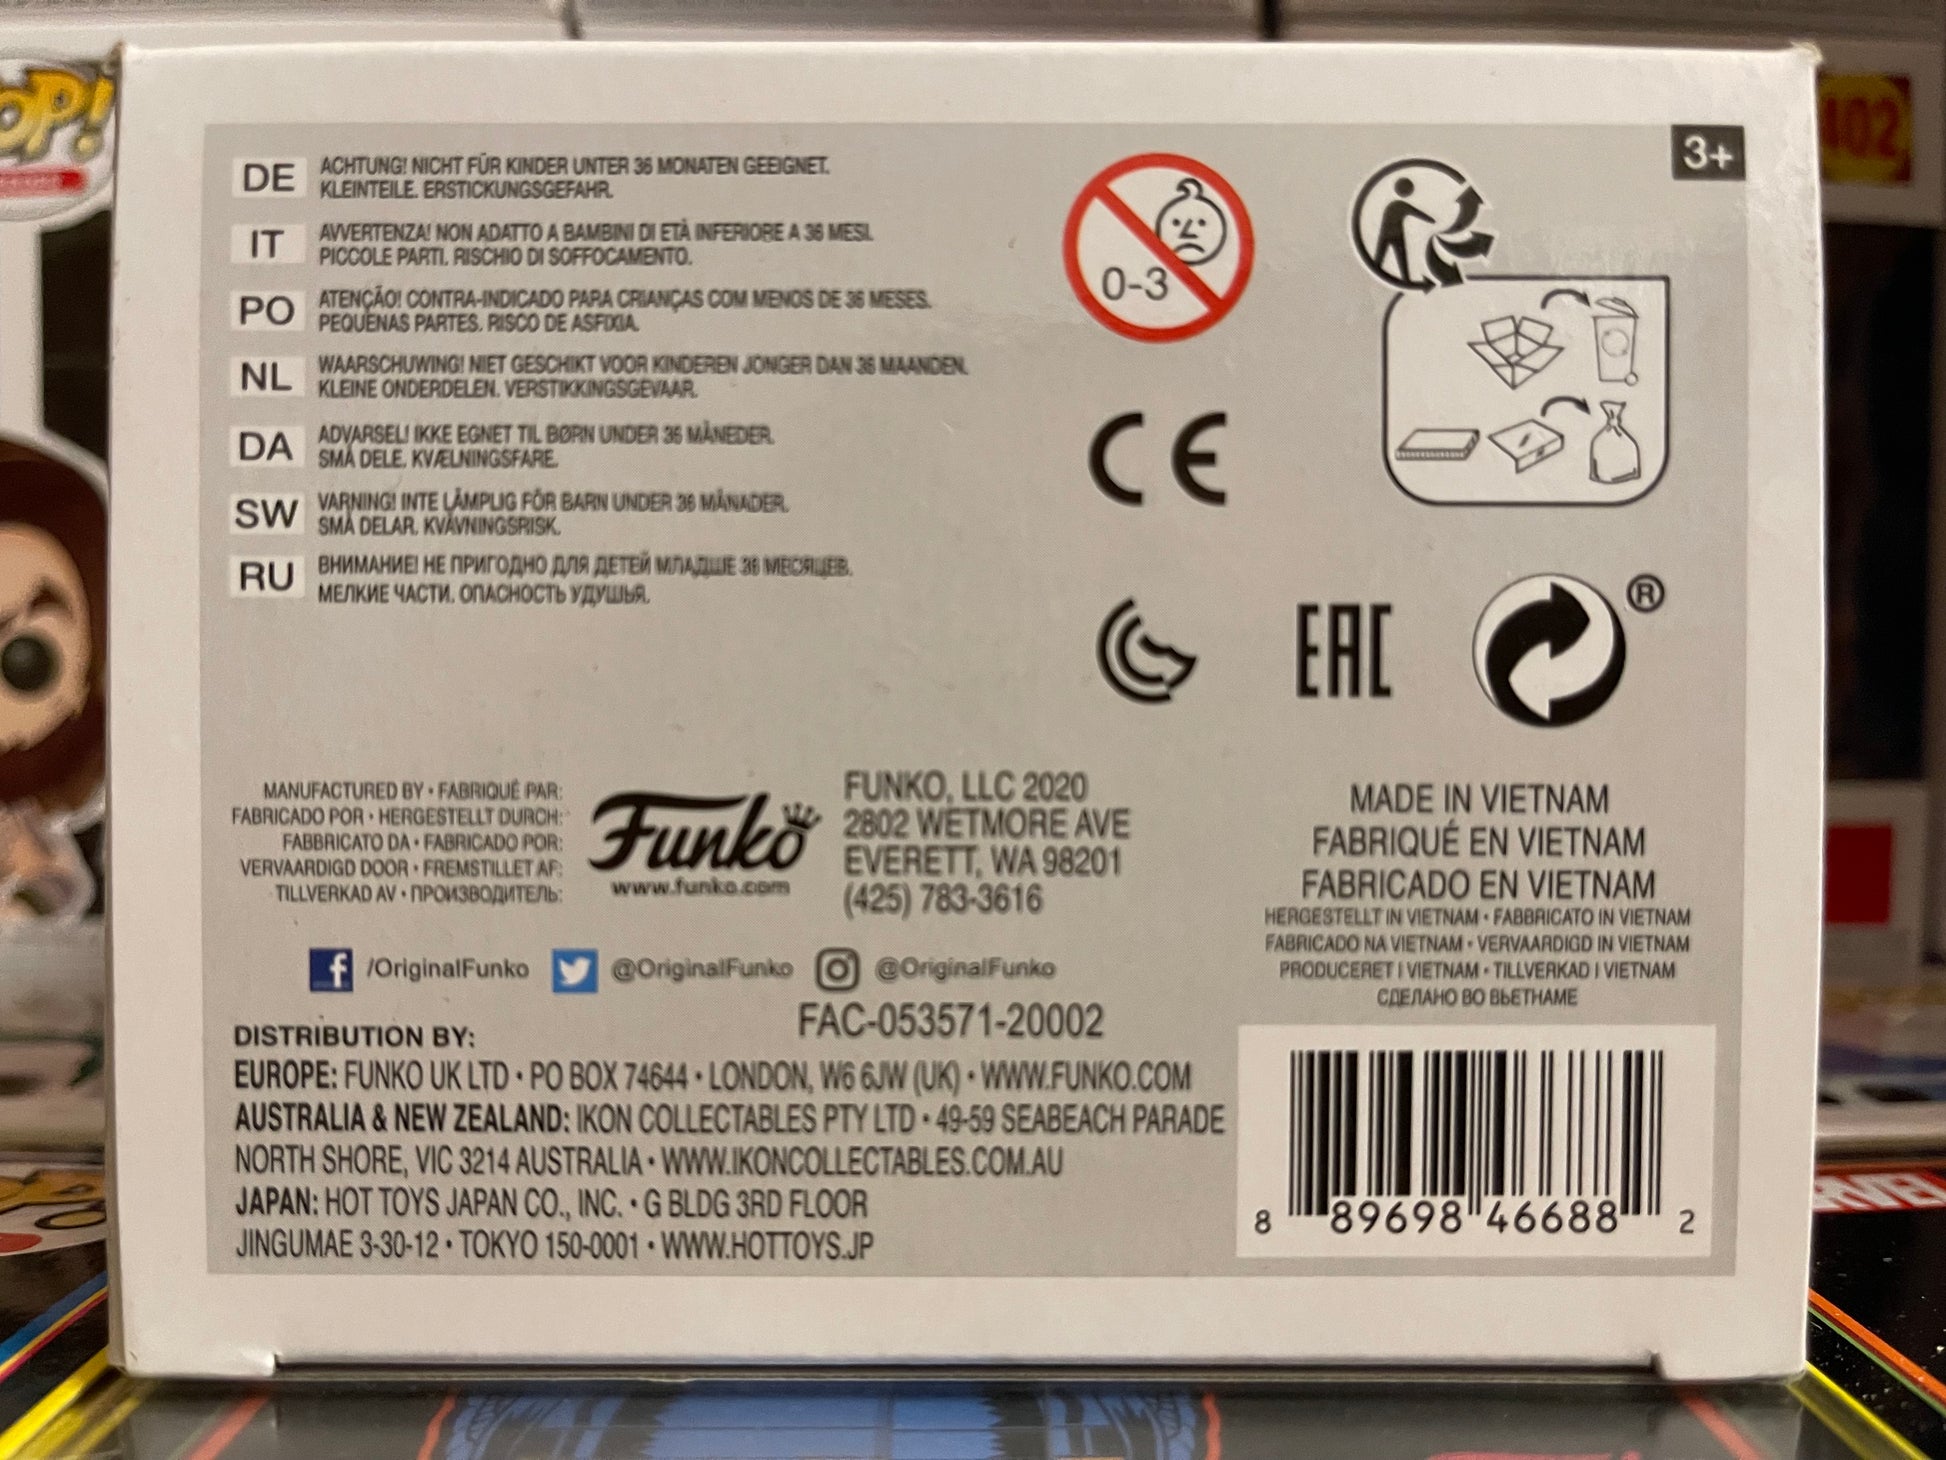 OP!
402
3+
DE
ACHTUNG! NICHT FÜR KINDER UNTER 36 MONATEN GEEIGNET.
KLEINTEILE. ERSTICKUNGSGEFAHR.
IT
AVVERTENZA! NON ADATTO A BAMBINI DI ETÀ INFERIORE A 36 MESI.
PICCOLE PARTI. RISCHIO DI SOFFOCAMENTO.
PO
ATENÇÃO! CONTRA-INDICADO PARA CRIANÇAS COM MENOS DE 36 MESES.
PEQUENAS PARTES. RISCO DE ASFIXIA.
NL
WAARSCHUWING! NIET GESCHIKT VOOR KINDEREN JONGER DAN 36 MAANDEN.
KLEINE ONDERDELEN. VERSTIKKINGSGEVAAR.
DA
ADVARSEL! IKKE EGNET TIL BØRN UNDER 36 MÅNEDER.
SMÅ DELE. KVÆLNINGSFARE.
SW
VARNING! INTE LÄMPLIG FÖR BARN UNDER 36 MÅNADER.
SMÅ DELAR. KVÄVNINGSRISK.
RU
ВНИМАНИЕ! НЕ ПРИГОДНО ДЛЯ ДЕТЕЙ МЛАДШЕ 36 МЕСЯЦЕВ.
МЕЛКИЕ ЧАСТИ. ОПАСНОСТЬ УДУШЬЯ.
0-3
CE
EAC
®
MANUFACTURED BY • FABRIQUÉ PAR:
FABRICADO POR • HERGESTELLT DURCH:
FABBRICATO DA • FABRICADO POR:
VERVAARDIGD DOOR • FREMSTILLET AF:
TILLVERKAD AV • ПРОИЗВОДИТЕЛЬ:
Funko
www.funko.com
FUNKO, LLC 2020
2802 WETMORE AVE
EVERETT, WA 98201
(425) 783-3616
MADE IN VIETNAM
FABRIQUÉ EN VIETNAM
FABRICADO EN VIETNAM
HERGESTELLT IN VIETNAM • FABBRICATO IN VIETNAM
FABRICADO NA VIETNAM • VERVAARDIGD IN VIETNAM
PRODUCERET I VIETNAM • TILLVERKAD I VIETNAM
СДЕЛАНО ВО ВЬЕТНАМЕ
f /OriginalFunko @OriginalFunko @OriginalFunko
FAC-053571-20002
DISTRIBUTION BY:
EUROPE: FUNKO UK LTD • PO BOX 74644 • LONDON, W6 6JW (UK) • WWW.FUNKO.COM
AUSTRALIA & NEW ZEALAND: IKON COLLECTABLES PTY LTD • 49-59 SEABEACH PARADE
NORTH SHORE, VIC 3214 AUSTRALIA • WWW.IKONCOLLECTABLES.COM.AU
JAPAN: HOT TOYS JAPAN CO., INC. • G BLDG 3RD FLOOR
JINGUMAE 3-30-12 • TOKYO 150-0001 • WWW.HOTTOYS.JP
8 89698 46688 2
RVEL